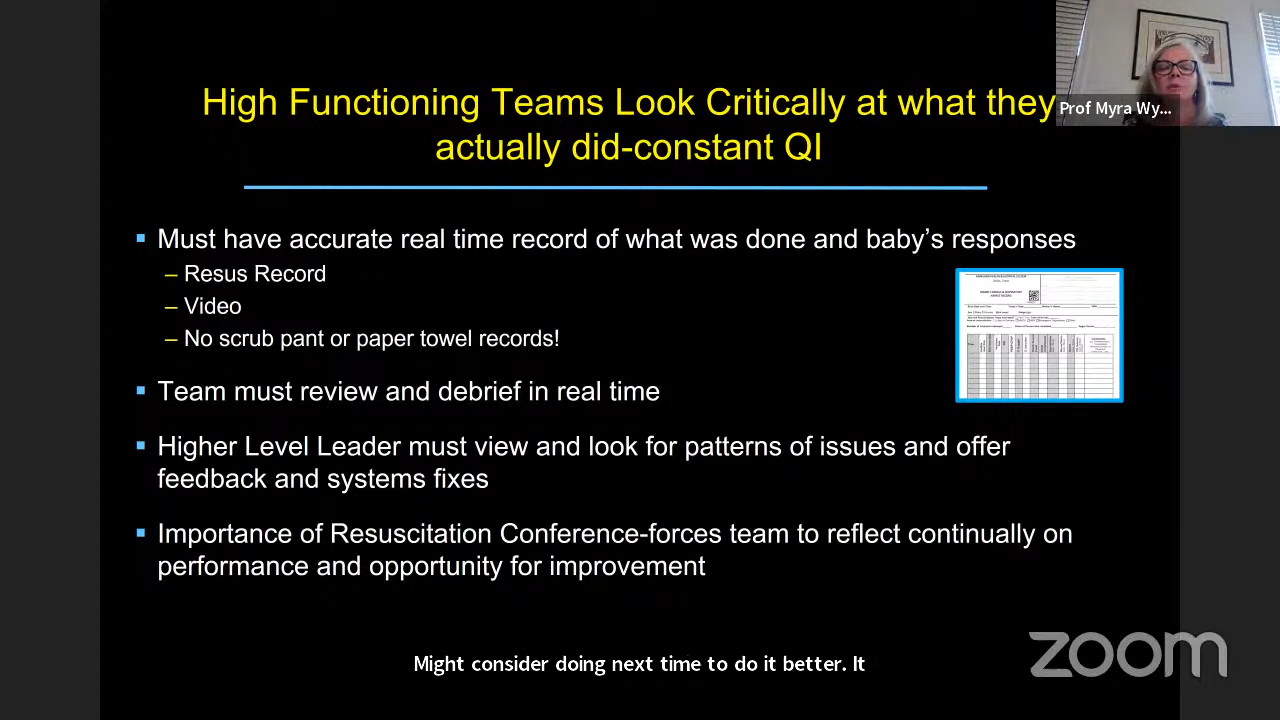 High Functioning Teams Look Critically at what they
actually did-constant QI
Prof Myra Wy...
▪ Must have accurate real time record of what was done and baby’s responses
– Resus Record
– Video
– No scrub pant or paper towel records!
▪ Team must review and debrief in real time
▪ Higher Level Leader must view and look for patterns of issues and offer
feedback and systems fixes
▪ Importance of Resuscitation Conference-forces team to reflect continually on
performance and opportunity for improvement
Might consider doing next time to do it better. It
zoom